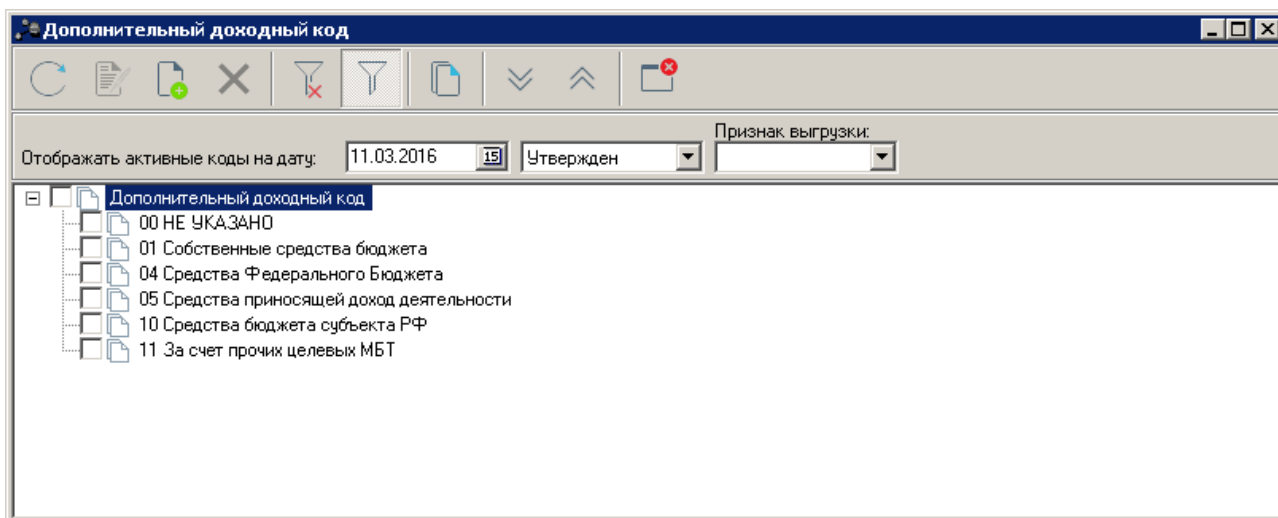 Дополнительный доходный код
Признак выгрузки:
Отображать активные коды на дату: 11.03.2016 15 Утвержден
Дополнительный доходный код
00 НЕ УКАЗАНО
01 Собственные средства бюджета
04 Средства Федерального Бюджета
05 Средства приносящей доход деятельности
10 Средства бюджета субъекта РФ
11 За счет прочих целевых МБТ